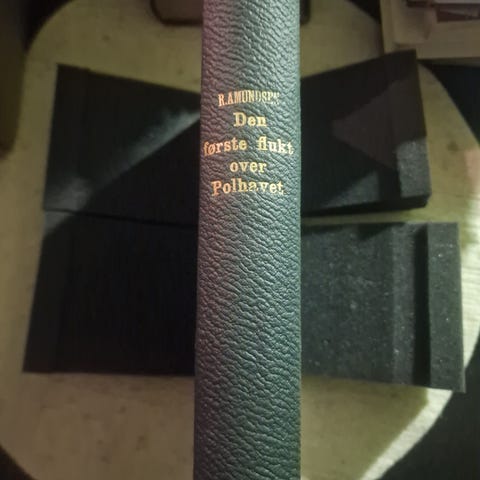 R.AMUNDSEN
Den
første flukt
over
Polhavet